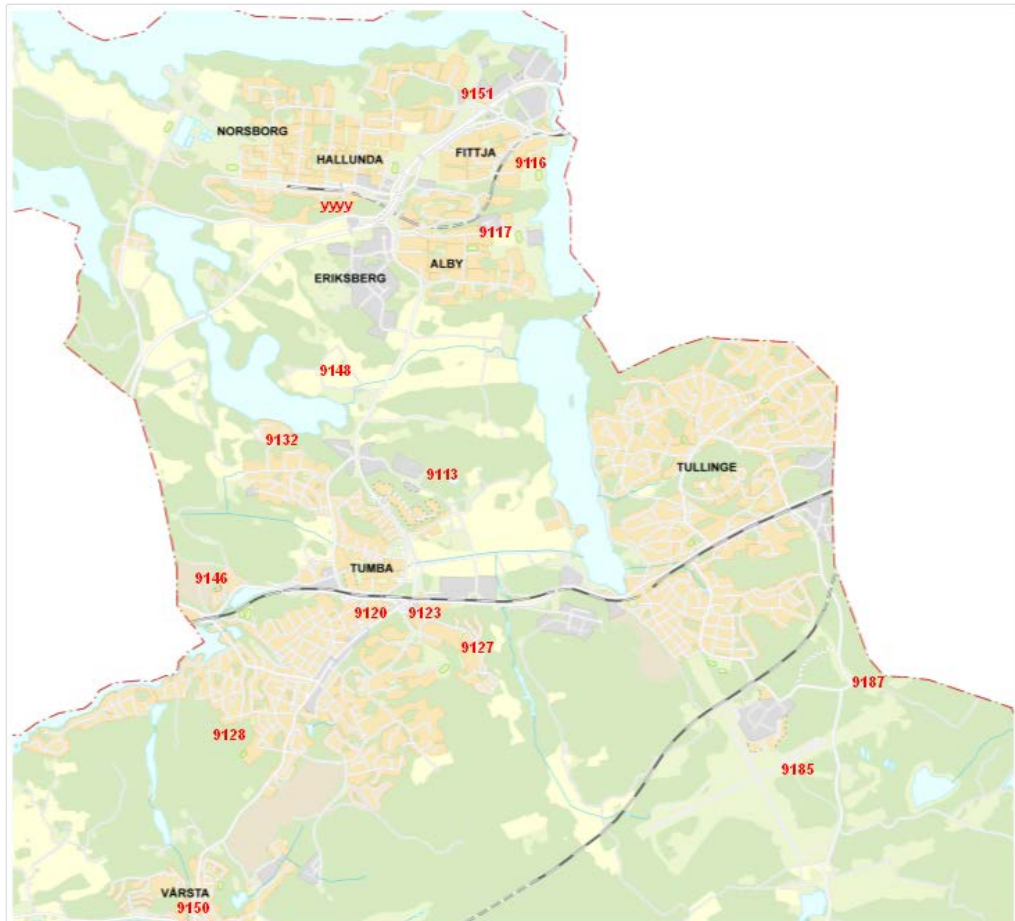 9151
NORSBORG
HALLUNDA
FITTJA
9116
yyyy
9117
ALBY
ERIKSBERG
9148
9132
9113
TULLINGE
TUMBA
9146
9120
9123
9127
9187
9128
9185
VÅRSTA
9150